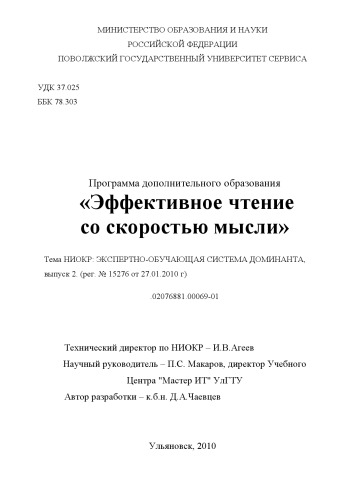 МИНИСТЕРСТВО ОБРАЗОВАНИЯ И НАУКИ
РОССИЙСКОЙ ФЕДЕРАЦИИ
ПОВОЛЖСКИЙ ГОСУДАРСТВЕННЫЙ УНИВЕРСИТЕТ СЕРВИСА
УДК 37.025
ББК 78.303
Программа дополнительного образования
«Эффективное чтение
со скоростью мысли»
Тема НИОКР: ЭКСПЕРТНО-ОБУЧАЮЩАЯ СИСТЕМА ДОМИНАНТА,
выпуск 2. (рег. № 15276 от 27.01.2010 г)
.02076881.00069-01
Технический директор по НИОКР – И.В.Агеев
Научный руководитель – П.С. Макаров, директор Учебного
Центра "Мастер ИТ" УлГТУ
Автор разработки – к.б.н. Д.А.Чаевцев
Ульяновск, 2010